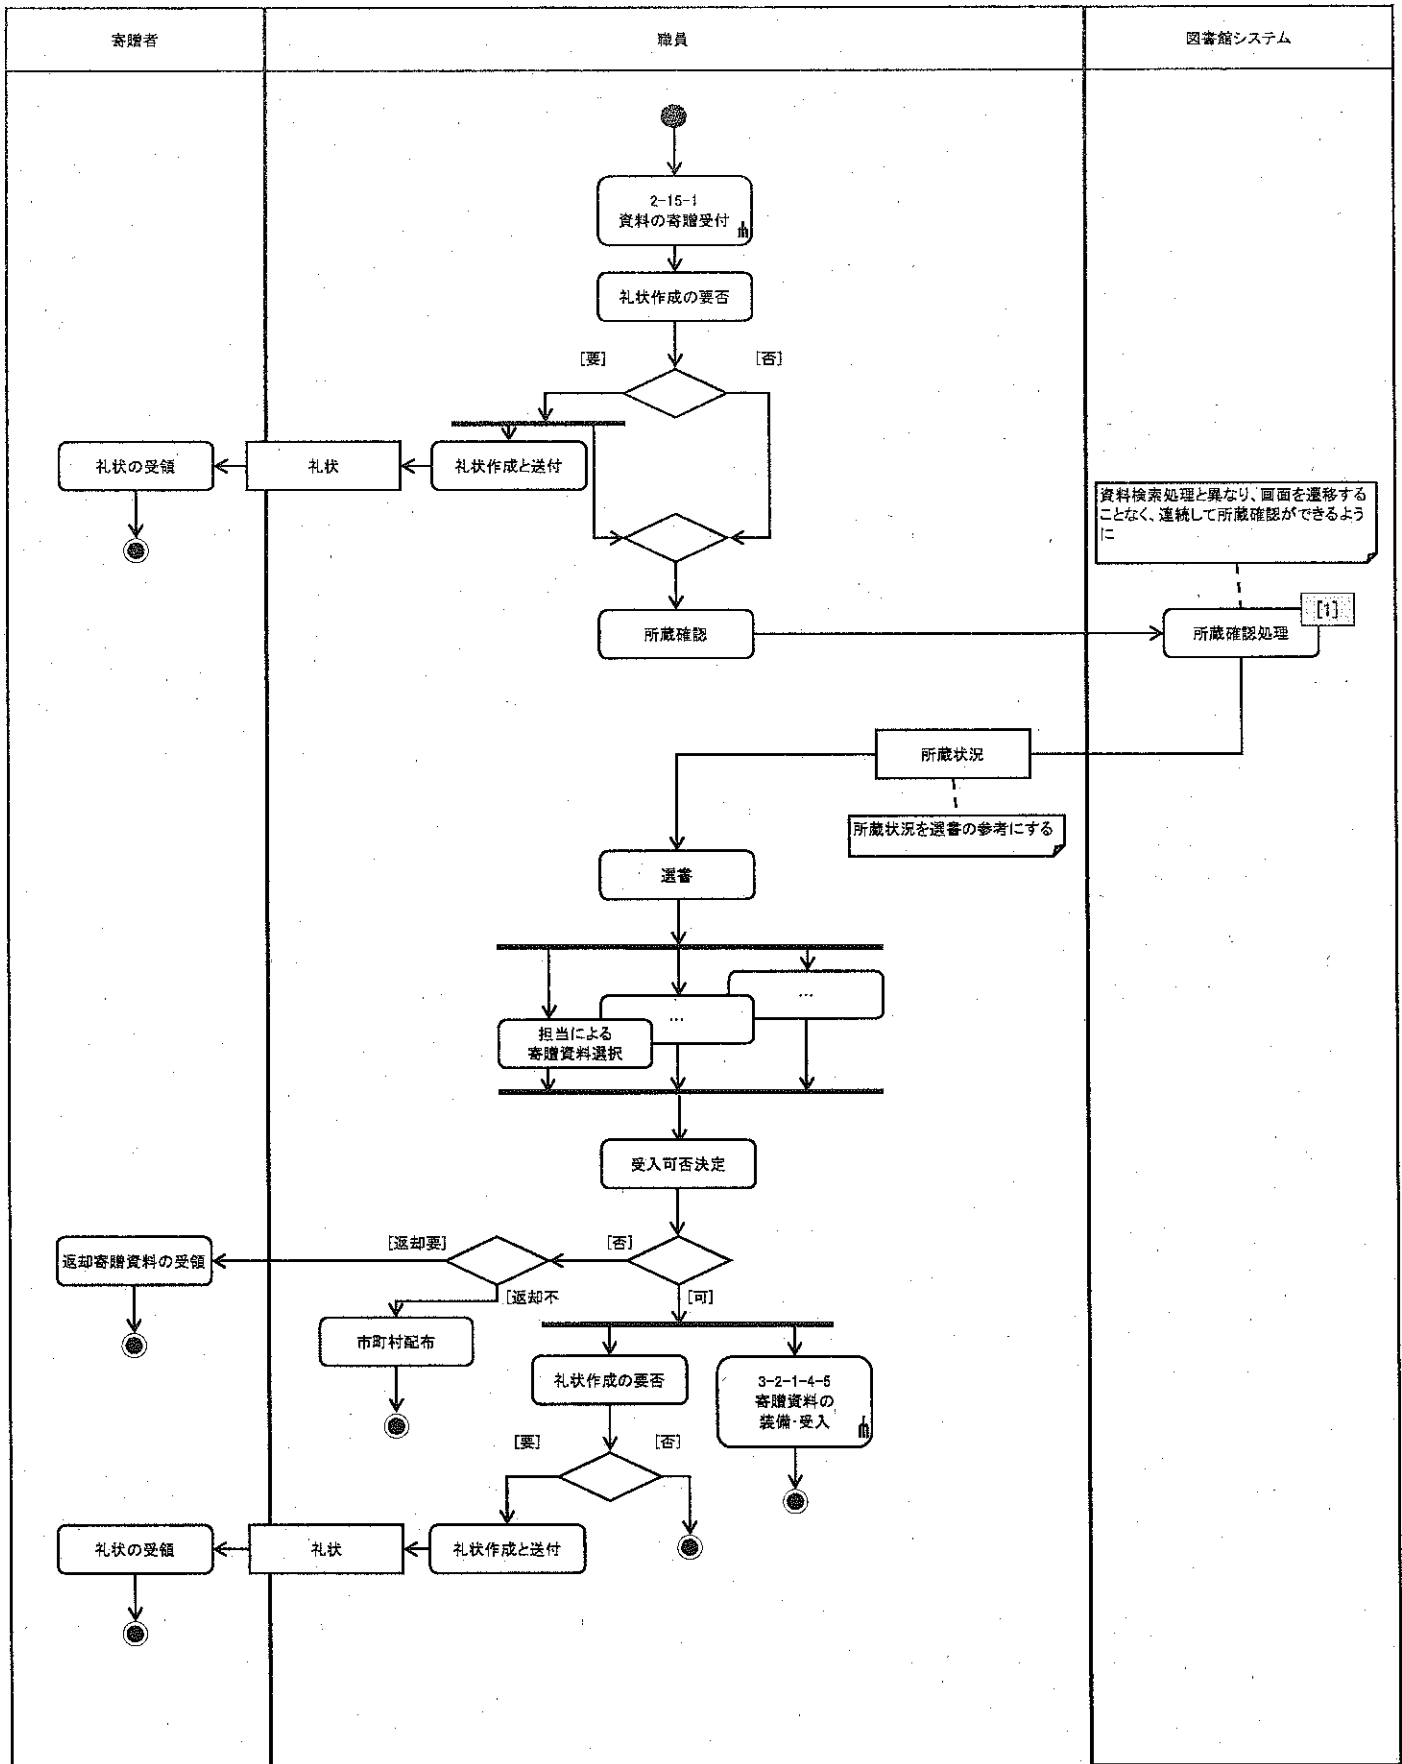 寄贈者
職員
図書館システム
2-15-1
資料の寄贈受付
礼状作成の要否
[要]
[否]
礼状の受領
礼状
礼状作成と送付
資料検索処理と異なり、画面を遷移する
ことなく、連続して所蔵確認ができるよう
に
所蔵確認
所蔵確認処理
[1]
所蔵状況
所蔵状況を選書の参考にする
選書
...
...
担当による
寄贈資料選択
受入可否決定
[返却要]
[否]
返却寄贈資料の受領
[返却不
[可]
市町村配布
礼状作成の要否
3-2-1-4-5
寄贈資料の
装備・受入
[要]
[否]
礼状の受領
礼状
礼状作成と送付